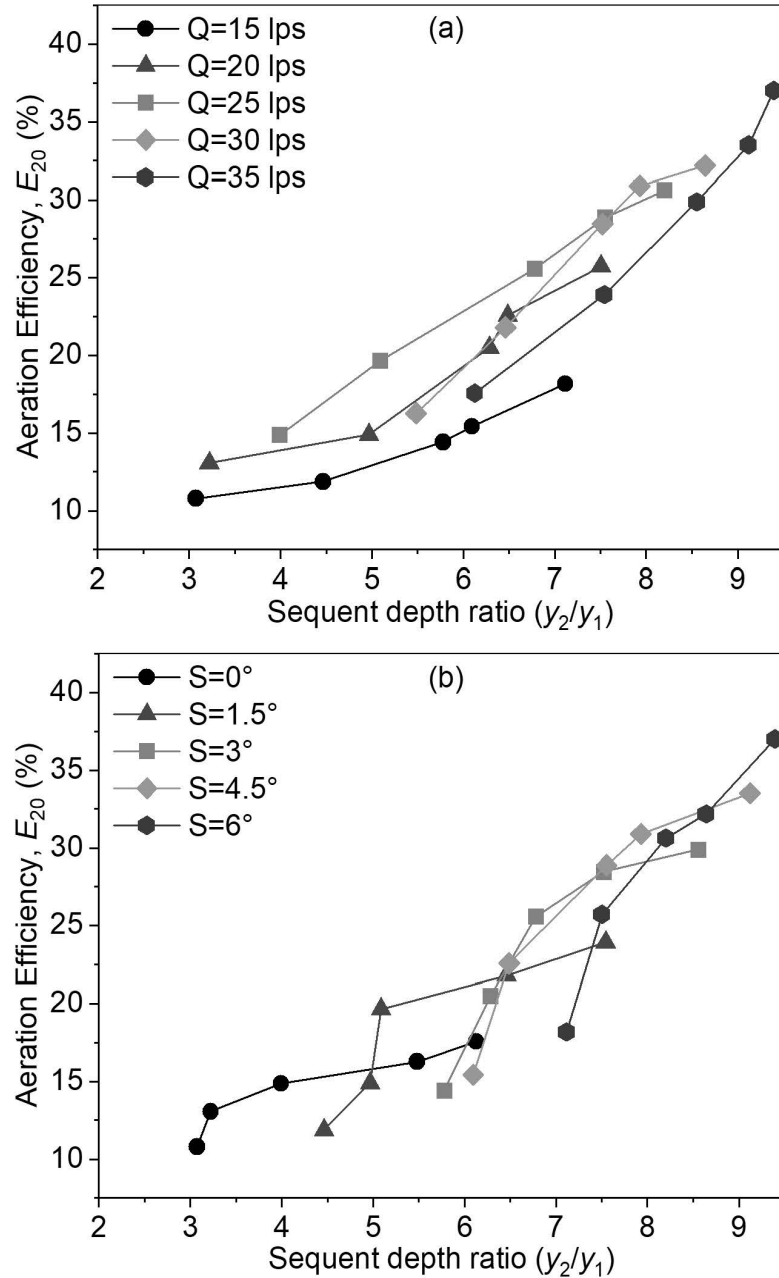 (a)
Q=15 lps
Q=20 lps
Q=25 lps
Q=30 lps
Q=35 lps
Aeration Efficiency, E20 (%)
40
35
30
25
20
15
10
2 3 4 5 6 7 8 9
Sequent depth ratio (y2/y1)
(b)
S=0°
S=1.5°
S=3°
S=4.5°
S=6°
Aeration Efficiency, E20 (%)
40
35
30
25
20
15
10
2 3 4 5 6 7 8 9
Sequent depth ratio (y2/y1)